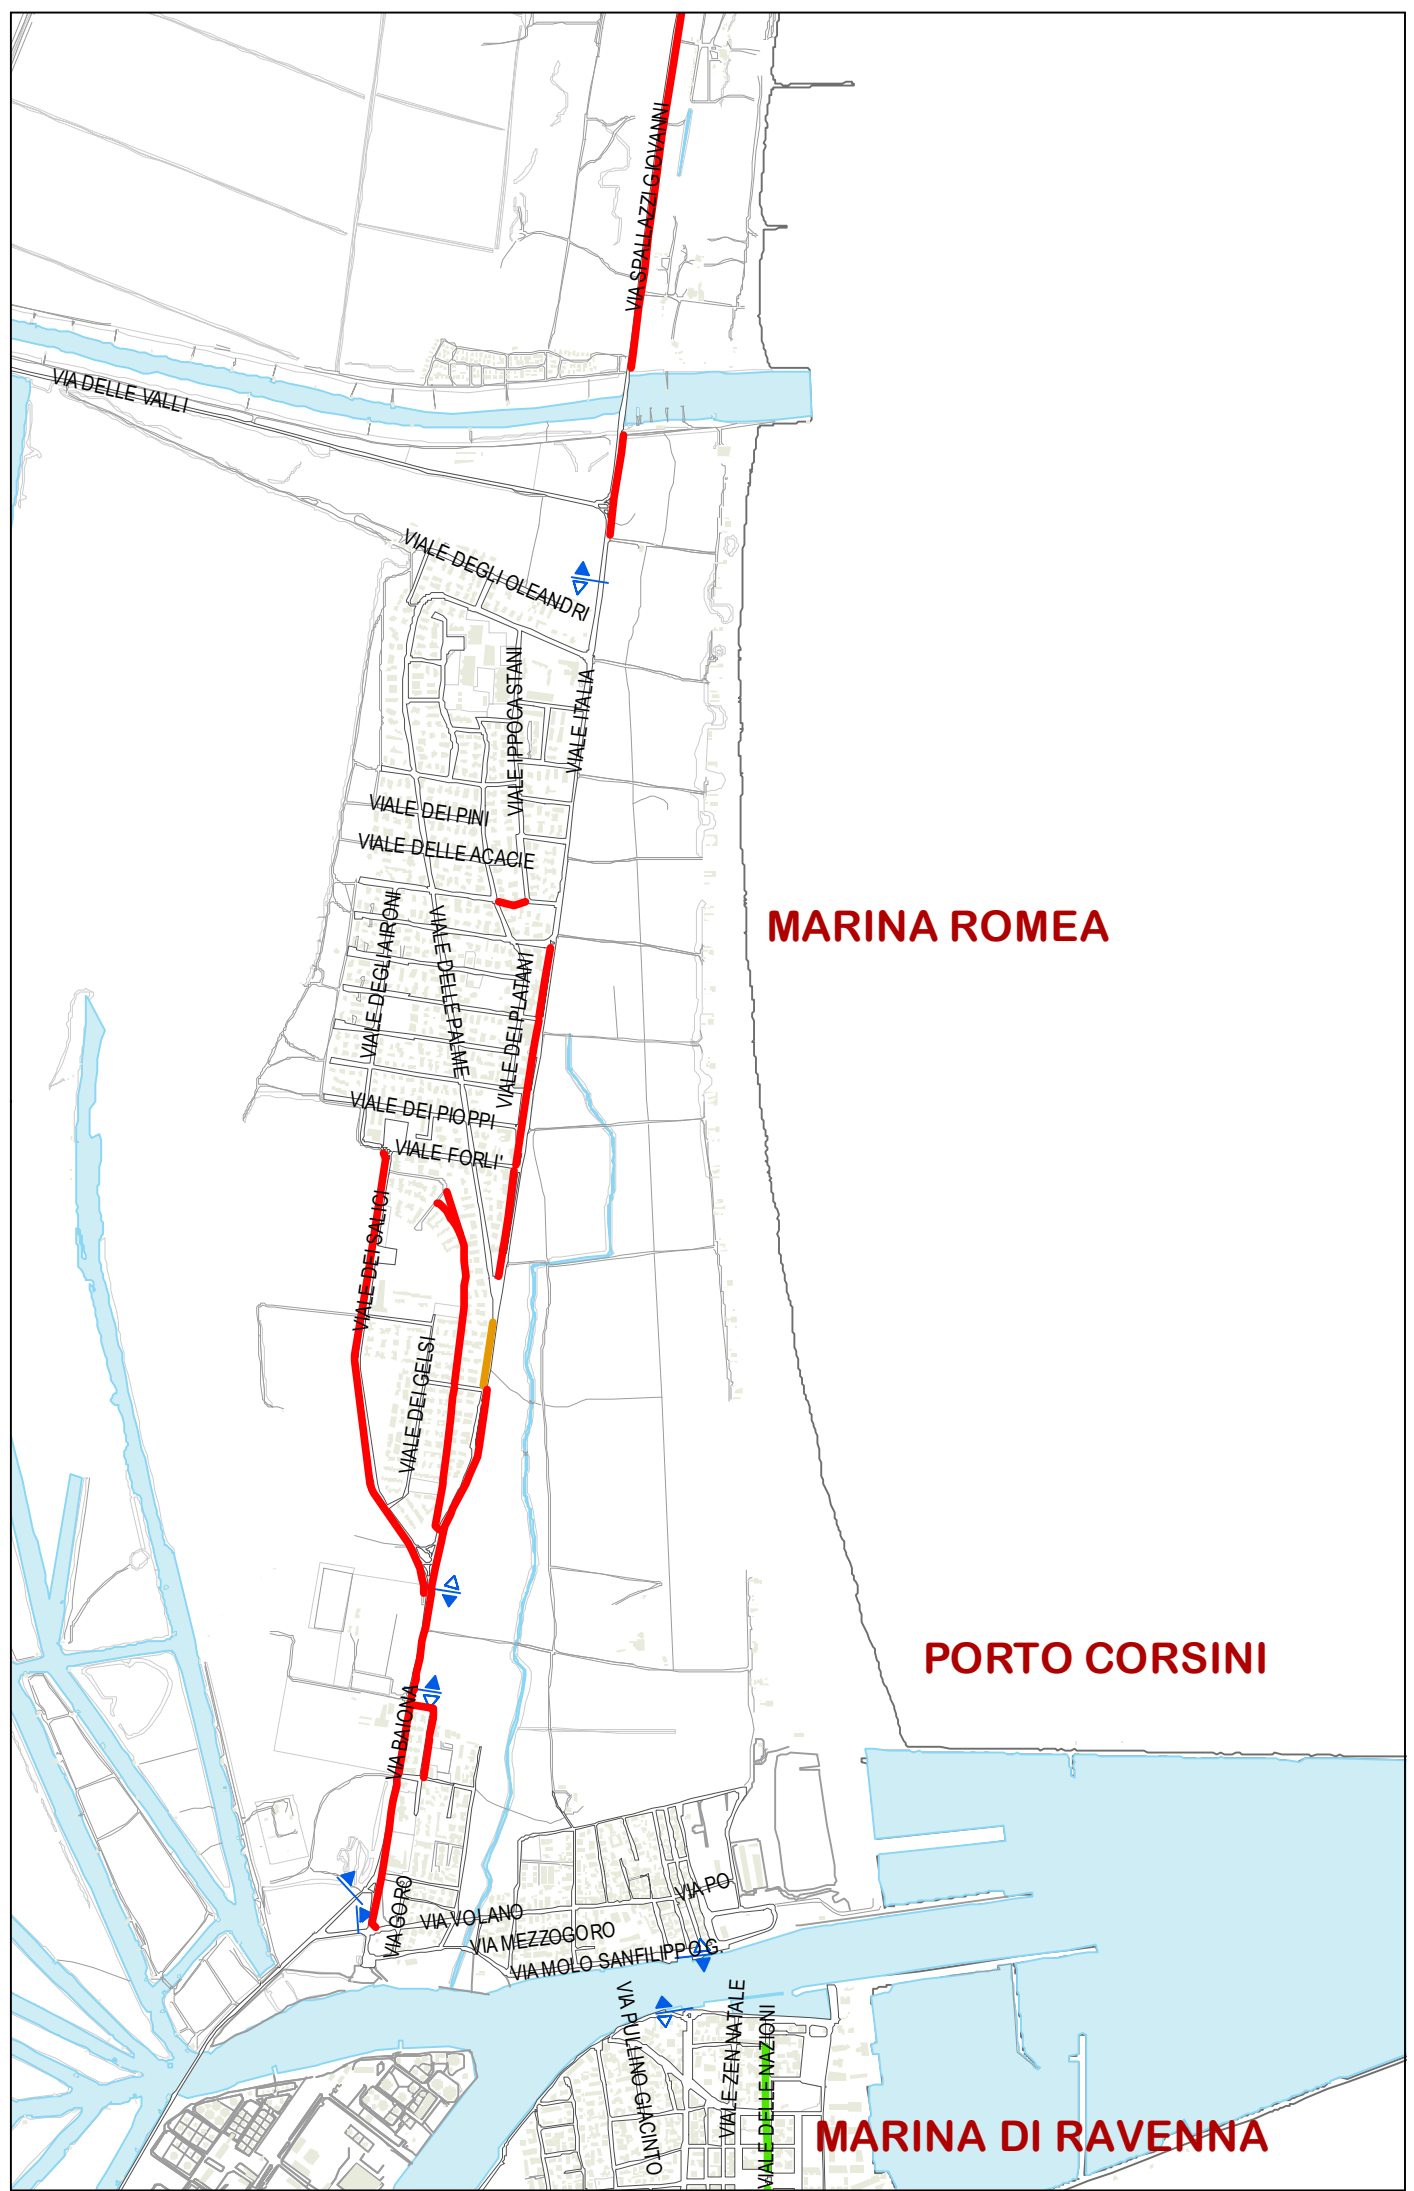 VIA SPALLAZZI GIOVANNI
VIA DELLE VALLI
VIALE DEGLI OLEANDRI
VIALE IPPOCASTANI
VIALE ITALIA
VIALE DEI PINI
VIALE DELLE ACACIE
MARINA ROMEA
VIALE DEGLI AIRONI
VIALE DELLE PALME
VIALE DEI PLATANI
VIALE DEI PIOPPI
VIALE FORLI'
VIALE DEI SALICI
VIALE DEI GELSI
PORTO CORSINI
VIA BAIONA
VIA GORO
VIA VOLANO
VIA PO
VIA MEZZOGORO
VIA MOLO SANFILIPPO G.
VIA PULLINO GIACINTO
VIALE ZEN NATALE
VIALE DELLE NAZIONI
MARINA DI RAVENNA